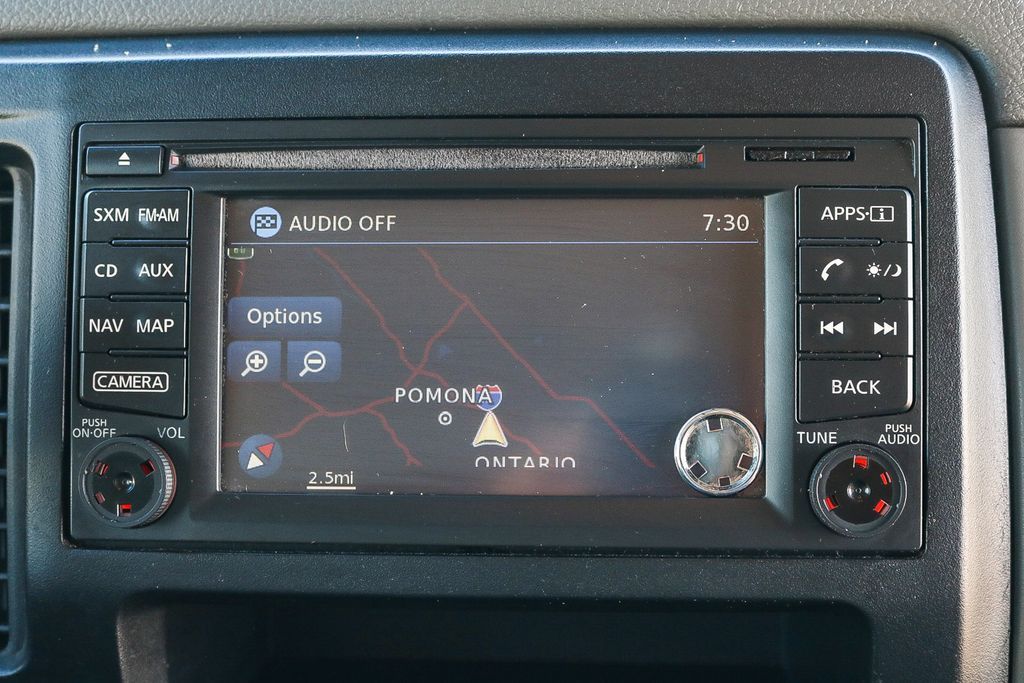 SXM FM·AM
CD AUX
NAV MAP
CAMERA
PUSH
ON·OFF
VOL
AUDIO OFF
7:30
Options
POMONA
ONTARIO
2.5mi
APPS·i
BACK
TUNE
PUSH
AUDIO